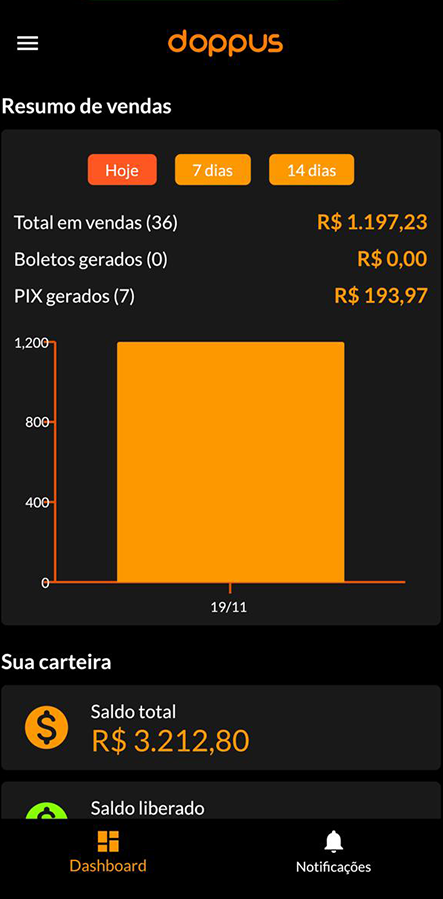 doppus
Resumo de vendas
Hoje 7 dias 14 dias
Total em vendas (36) R$ 1.197,23
Boletos gerados (0) R$ 0,00
PIX gerados (7) R$ 193,97
1,200
800
400
0
19/11
Sua carteira
Saldo total
R$ 3.212,80
Saldo liberado
Dashboard Notificações